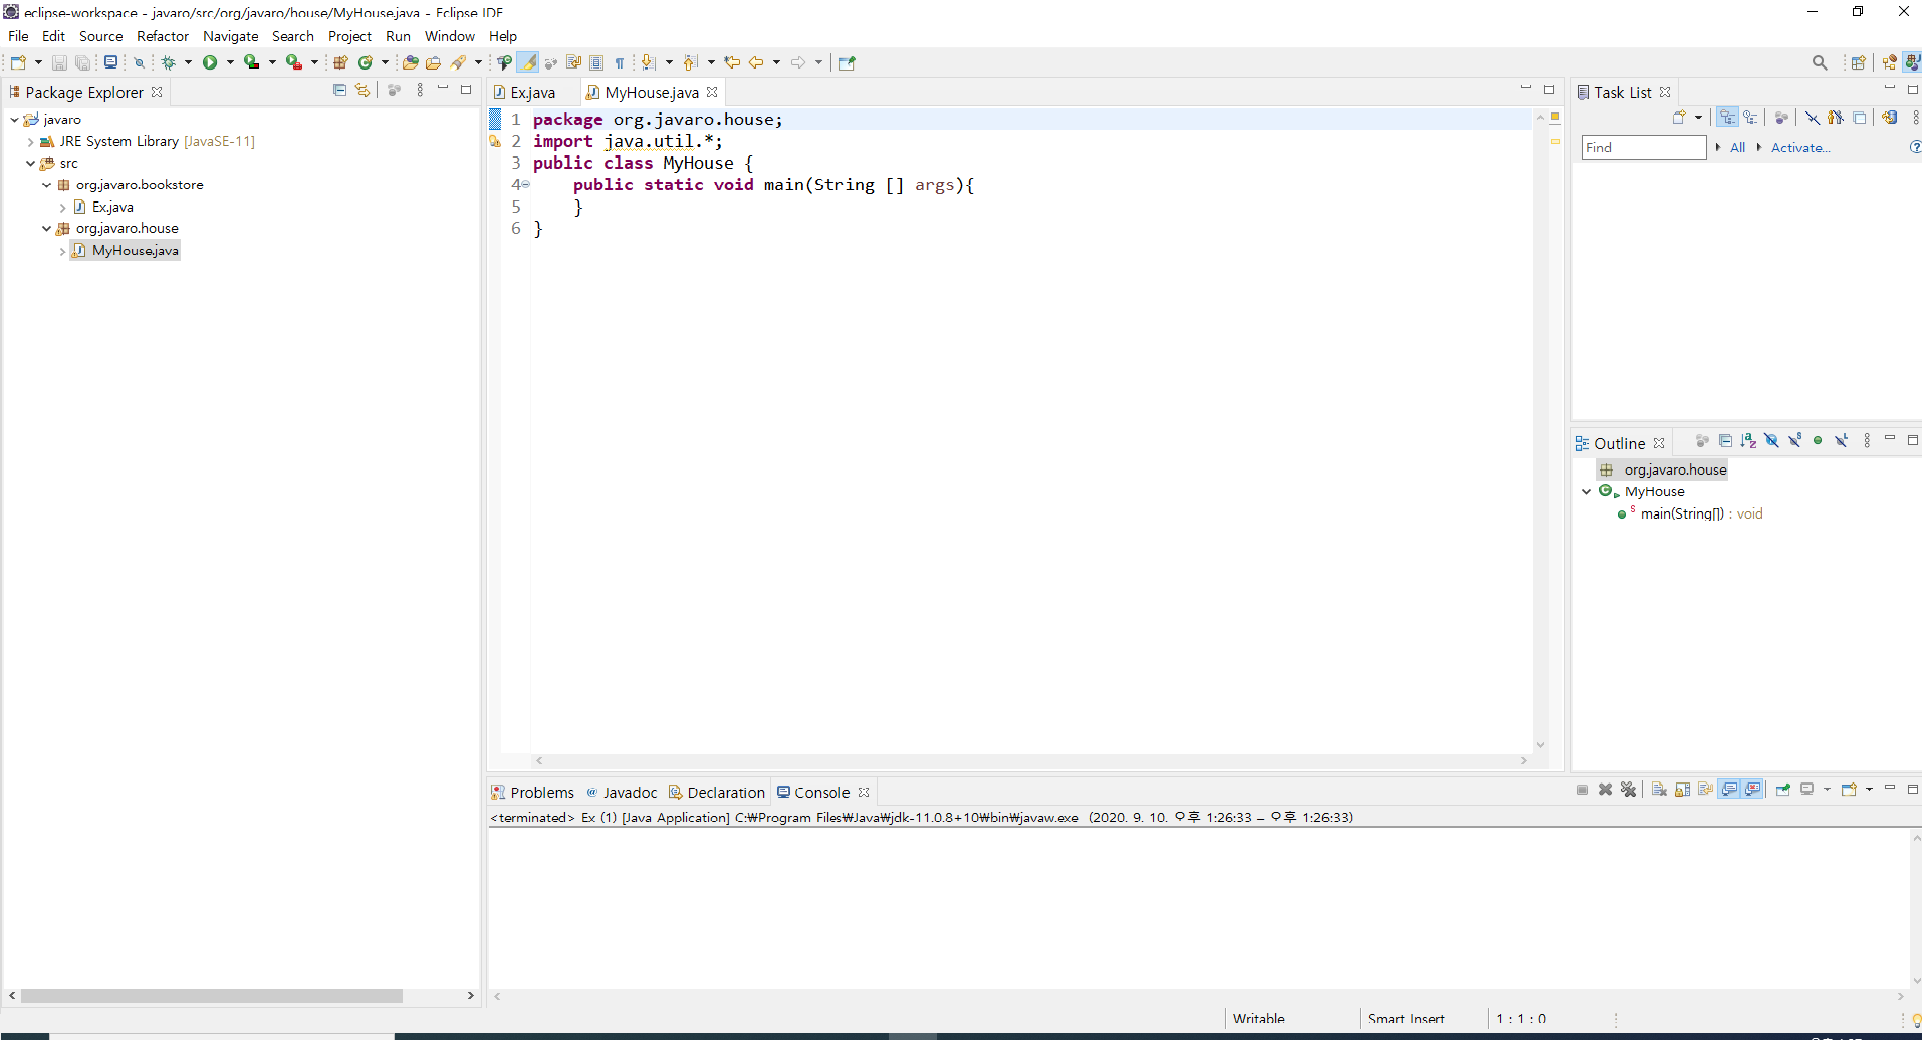 eclipse-workspace - javaro/src/org/javaro/house/MyHouse.java - Eclipse IDE
File Edit Source Refactor Navigate Search Project Run Window Help
Package Explorer
javaro
JRE System Library [JavaSE-11]
src
org.javaro.bookstore
Ex.java
org.javaro.house
MyHouse.java
Ex.java MyHouse.java
1 package org.javaro.house;
2 import java.util.*;
3 public class MyHouse {
4 public static void main(String [] args){
5 }
6 }
Task List
Find All Activate...
Outline
org.javaro.house
MyHouse
main(String[]) : void
Problems @ Javadoc Declaration Console
<terminated> Ex (1) [Java Application] C:₩Program Files₩Java₩jdk-11.0.8+10₩bin₩javaw.exe (2020. 9. 10. 오후 1:26:33 – 오후 1:26:33)
Writable Smart Insert 1 : 1 : 0